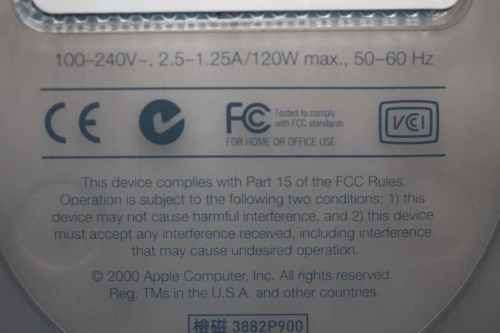 100–240V~, 2.5–1.25A/120W max., 50–60 Hz
CE FC Tested to comply
with FCC standards
FOR HOME OR OFFICE USE
VCI
This device complies with Part 15 of the FCC Rules.
Operation is subject to the following two conditions: 1) this
device may not cause harmful interference, and 2) this device
must accept any interference received, including interference
that may cause undesired operation.
© 2000 Apple Computer, Inc. All rights reserved.
Reg. TMs in the U.S.A. and other countries.
檢磁 3882P900